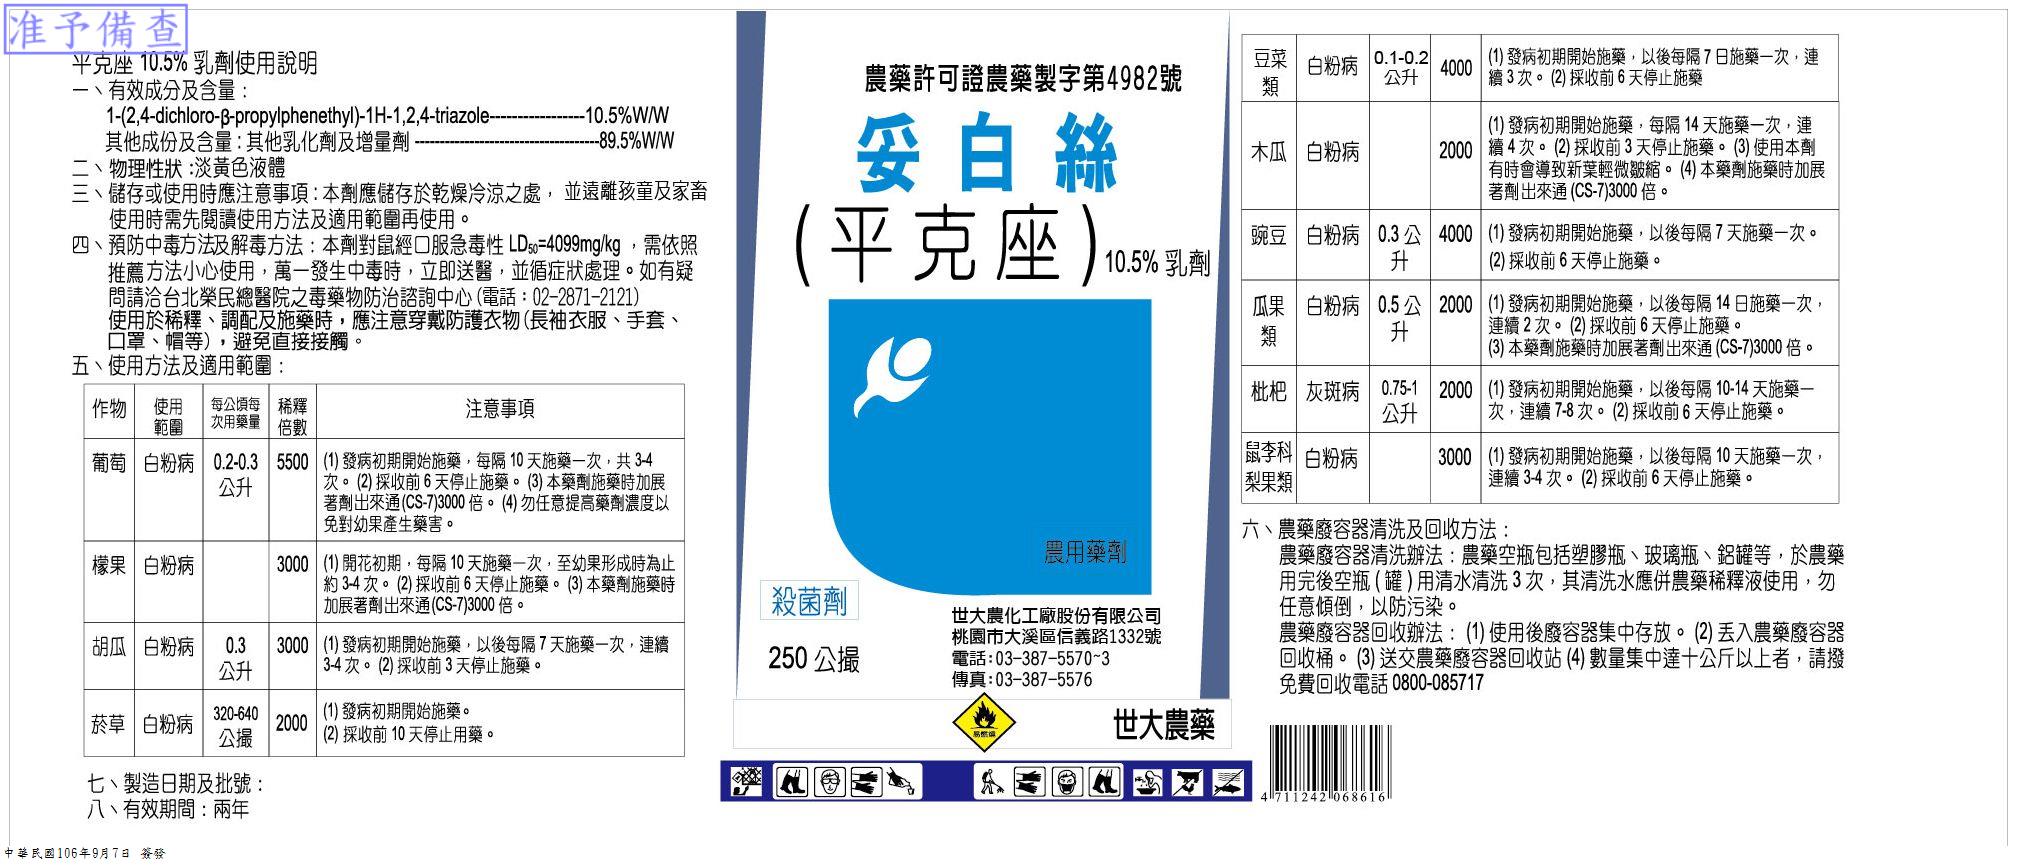 准予備查
平克座 10.5% 乳劑使用說明
一、有效成分及含量：
1-(2,4-dichloro-β-propylphenethyl)-1H-1,2,4-triazole-----------------10.5%W/W
其他成份及含量：其他乳化劑及增量劑 -----------------------------------89.5%W/W
二、物理性狀：淡黃色液體
三、儲存或使用時應注意事項：本劑應儲存於乾燥冷涼之處， 並遠離孩童及家畜
使用時需先閱讀使用方法及適用範圍再使用。
四、預防中毒方法及解毒方法：本劑對鼠經口服急毒性 LD₅₀=4099mg/kg ，需依照
推薦方法小心使用，萬一發生中毒時，立即送醫，並循症狀處理。如有疑
問請洽台北榮民總醫院之毒藥物防治諮詢中心(電話：02-2871-2121)
使用於稀釋、調配及施藥時，應注意穿戴防護衣物(長袖衣服、手套、
口罩、帽等)，避免直接接觸。
五、使用方法及適用範圍：
作物 使用範圍 每公頃每次用藥量 稀釋倍數 注意事項
葡萄 白粉病 0.2-0.3 公升 5500 (1) 發病初期開始施藥，每隔 10 天施藥一次，共 3-4
次。(2) 採收前 6 天停止施藥。(3) 本藥劑施藥時加展
著劑出來通(CS-7)3000 倍。(4) 勿任意提高藥劑濃度以
免對幼果產生藥害。
檬果 白粉病 3000 (1) 開花初期，每隔 10 天施藥一次，至幼果形成時為止
約 3-4 次。(2) 採收前 6 天停止施藥。(3) 本藥劑施藥時
加展著劑出來通(CS-7)3000 倍。
胡瓜 白粉病 0.3 公升 3000 (1) 發病初期開始施藥，以後每隔 7 天施藥一次，連續
3-4 次。(2) 採收前 3 天停止施藥。
菸草 白粉病 320-640 公撮 2000 (1) 發病初期開始施藥。
(2) 採收前 10 天停止用藥。
七、製造日期及批號：
八、有效期間：兩年
農藥許可證農藥製字第4982號
妥白絲
(平克座) 10.5% 乳劑
農用藥劑
殺菌劑
250 公撮
世大農化工廠股份有限公司
桃園市大溪區信義路1332號
電話：03-387-5570~3
傳真：03-387-5576
易燃燒
世大農藥
豆菜類 白粉病 0.1-0.2 公升 4000 (1) 發病初期開始施藥，以後每隔 7 日施藥一次，連
續 3 次。(2) 採收前 6 天停止施藥
木瓜 白粉病 2000 (1) 發病初期開始施藥，每隔 14 天施藥一次，連
續 4 次。(2) 採收前 3 天停止施藥。(3) 使用本劑
有時會導致新葉輕微皺縮。(4) 本藥劑施藥時加展
著劑出來通(CS-7)3000 倍。
豌豆 白粉病 0.3 公升 4000 (1) 發病初期開始施藥，以後每隔 7 天施藥一次。
(2) 採收前 6 天停止施藥。
瓜果類 白粉病 0.5 公升 2000 (1) 發病初期開始施藥，以後每隔 14 日施藥一次，
連續 2 次。(2) 採收前 6 天停止施藥。
(3) 本藥劑施藥時加展著劑出來通(CS-7)3000 倍。
枇杷 灰斑病 0.75-1 公升 2000 (1) 發病初期開始施藥，以後每隔 10-14 天施藥一
次，連續 7-8 次。(2) 採收前 6 天停止施藥。
鼠李科梨果類 白粉病 3000 (1) 發病初期開始施藥，以後每隔 10 天施藥一次，
連續 3-4 次。(2) 採收前 6 天停止施藥。
六、農藥廢容器清洗及回收方法：
農藥廢容器清洗辦法：農藥空瓶包括塑膠瓶、玻璃瓶、鋁罐等，於農藥
用完後空瓶(罐)用清水清洗 3 次，其清洗水應併農藥稀釋液使用，勿
任意傾倒，以防污染。
農藥廢容器回收辦法：(1) 使用後廢容器集中存放。(2) 丟入農藥廢容器
回收桶。(3) 送交農藥廢容器回收站 (4) 數量集中達十公斤以上者，請撥
免費回收電話 0800-085717
4 711242 068616
中華民國106年9月7日 簽發